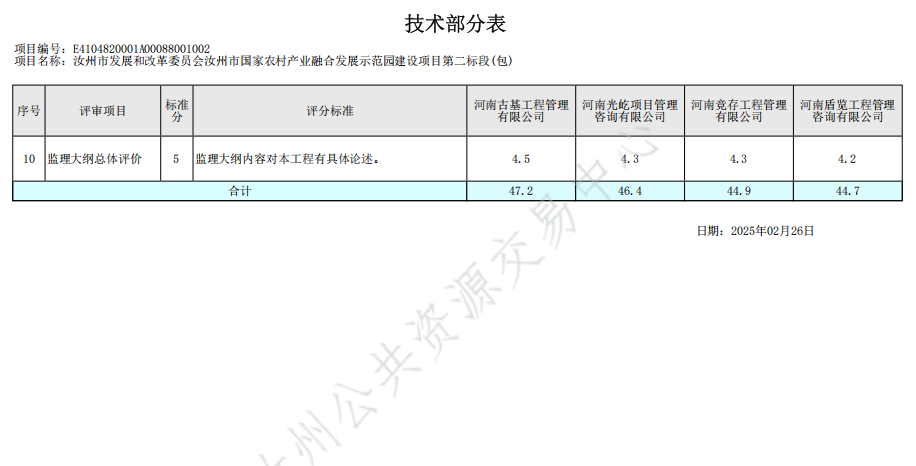 技术部分表
项目编号: E4104820001A00088001002
项目名称: 汝州市发展和改革委员会汝州市国家农村产业融合发展示范园建设项目第二标段(包)
序号 评审项目 标准分 评分标准 河南古基工程管理有限公司 河南光屹项目管理咨询有限公司 河南竞存工程管理有限公司 河南盾览工程管理咨询有限公司
10 监理大纲总体评价 5 监理大纲内容对本工程有具体论述。 4.5 4.3 4.3 4.2
合计 47.2 46.4 44.9 44.7
日期: 2025年02月26日
汝州公共资源交易中心